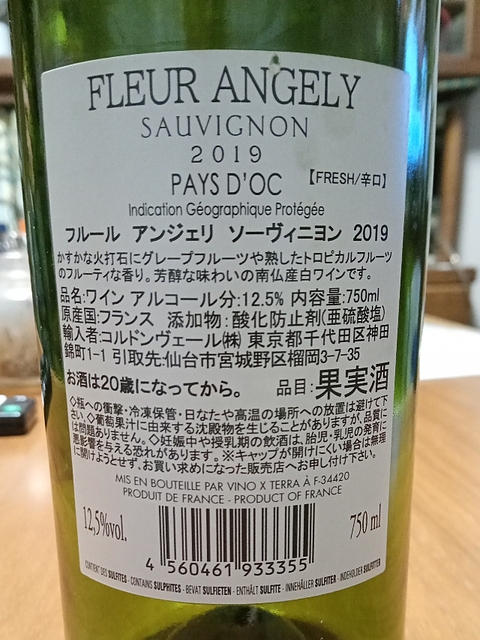 FLEUR ANGELY
SAUVIGNON
2019
PAYS D'OC 【FRESH/辛口】
Indication Géographique Protégée
フルール アンジェリ ソーヴィニヨン 2019
かすかな火打石にグレープフルーツや熟したトロピカルフルーツ
のフルーティな香り。芳醇な味わいの南仏産白ワインです。
品名:ワイン アルコール分:12.5% 内容量:750ml
原産国:フランス 添加物:酸化防止剤(亜硫酸塩)
輸入者:コルドンヴェール㈱ 東京都千代田区神田
錦町1-1 引取先:仙台市宮城野区榴岡3-7-35
お酒は20歳になってから。 品目:果実酒
◇瓶への衝撃・冷凍保管・日なたや高温の場所への放置は避けて下
さい。◇葡萄果汁に由来する沈殿物を生じることがありますが、品質に
は問題ありません。◇妊娠中や授乳期の飲酒は、胎児・乳児の発育に
悪影響を与える恐れがあります。※キャップが開けにくい場合は無理
に開けようとせず、お買い求めになった販売店へお申し付け下さい。
MIS EN BOUTEILLE PAR VINO X TERRA À F-34420
PRODUIT DE FRANCE - PRODUCT OF FRANCE
12,5%vol. 750 ml
4 560461 933355
CONTIENT DES SULFITES - CONTAINS SULPHITES - BEVAT SULFIETEN - ENTHÄLT SULFITE - INNEHÅLLER SULFITER - INDEHOLDER SULFITTER